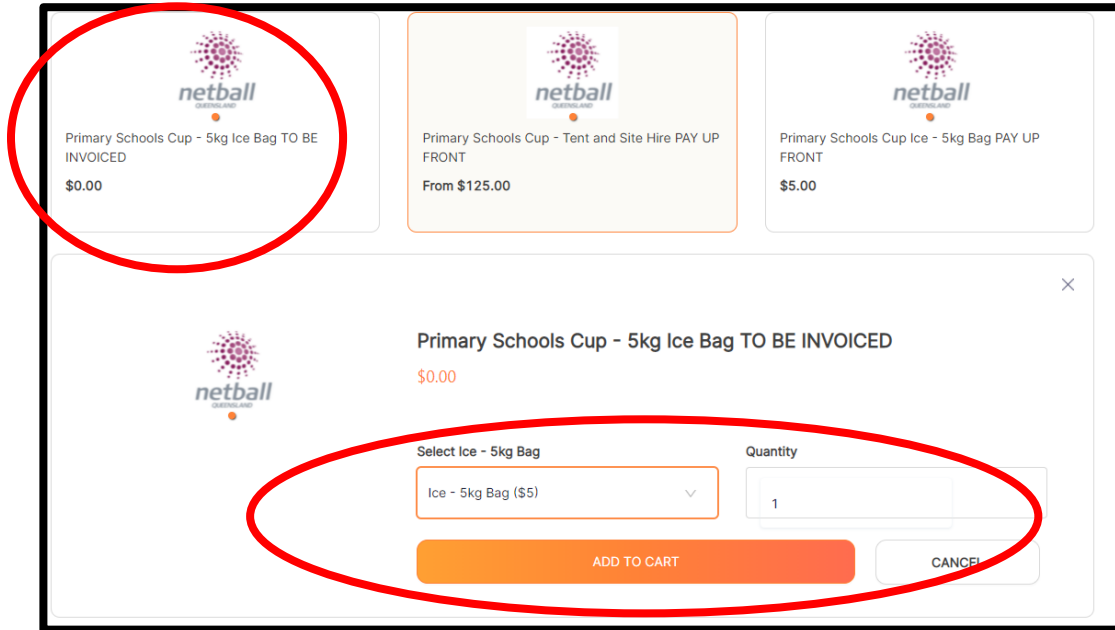 netball
QUEENSLAND
Primary Schools Cup - 5kg Ice Bag TO BE
INVOICED
$0.00
netball
QUEENSLAND
Primary Schools Cup - Tent and Site Hire PAY UP
FRONT
From $125.00
netball
QUEENSLAND
Primary Schools Cup Ice - 5kg Bag PAY UP
FRONT
$5.00
netball
QUEENSLAND
Primary Schools Cup - 5kg Ice Bag TO BE INVOICED
$0.00
Select Ice - 5kg Bag
Quantity
Ice - 5kg Bag ($5)
1
ADD TO CART
CANCEL